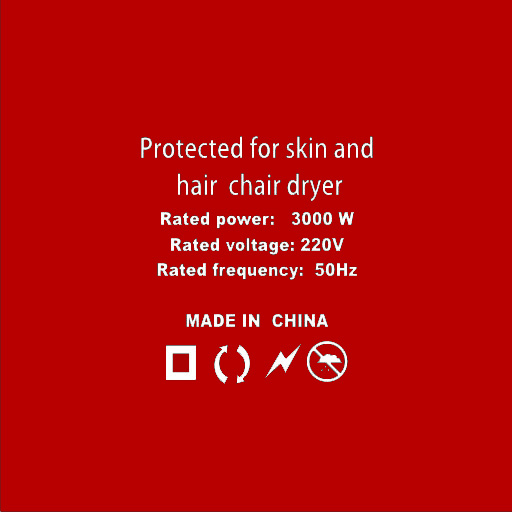 Protected for skin and
hair chair dryer
Rated power: 3000 W
Rated voltage: 220V
Rated frequency: 50Hz
MADE IN CHINA